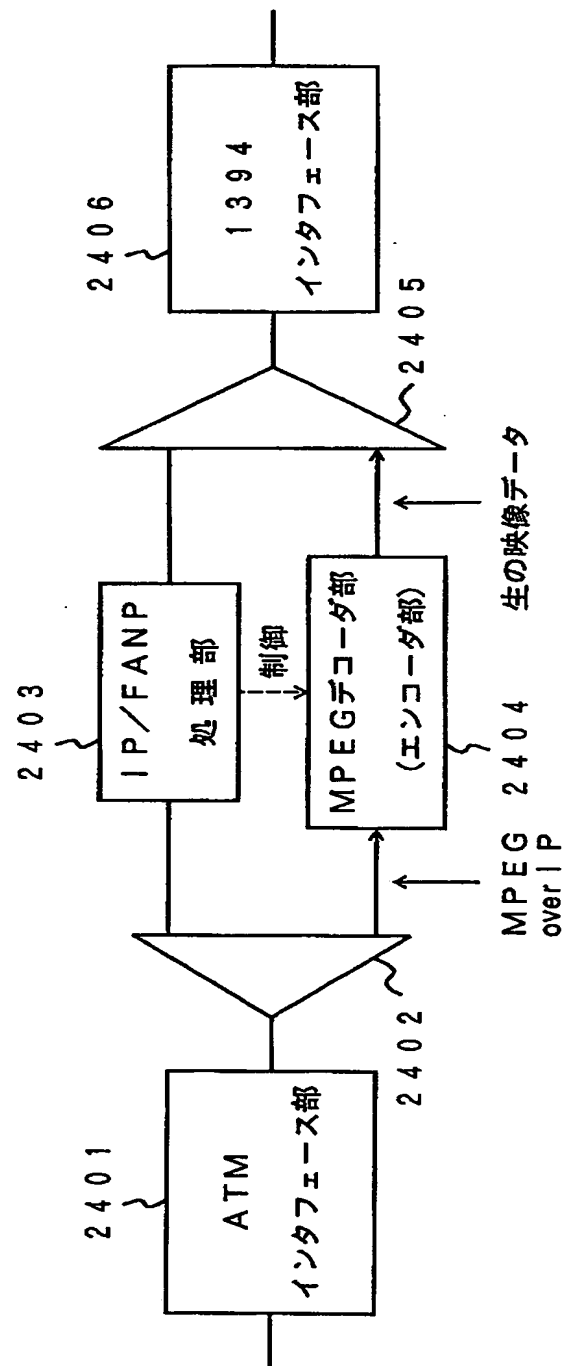 2401
ATM
インタフェース部
2402
2403
IP/FANP
処理部
制御
MPEGデコーダ部
(エンコーダ部)
2404
MPEG
over IP
生の映像データ
2405
2406
1394
インタフェース部